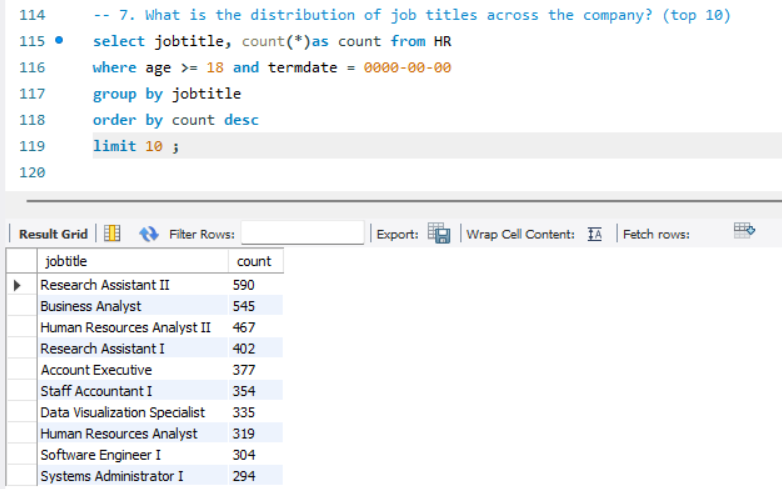 114 -- 7. What is the distribution of job titles across the company? (top 10)
115 select jobtitle, count(*)as count from HR
116 where age >= 18 and termdate = 0000-00-00
117 group by jobtitle
118 order by count desc
119 limit 10 ;
120
Result Grid Filter Rows: Export: Wrap Cell Content: IA Fetch rows:
jobtitle count
Research Assistant II 590
Business Analyst 545
Human Resources Analyst II 467
Research Assistant I 402
Account Executive 377
Staff Accountant I 354
Data Visualization Specialist 335
Human Resources Analyst 319
Software Engineer I 304
Systems Administrator I 294